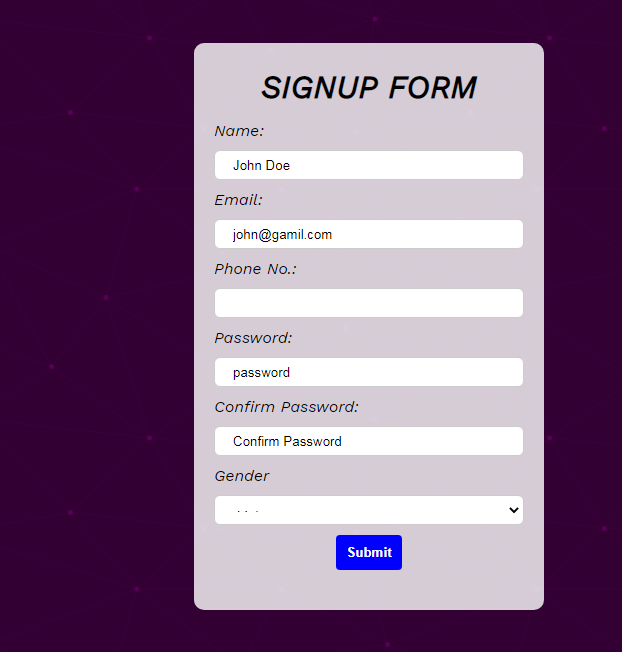 SIGNUP FORM
Name:
John Doe
Email:
john@gamil.com
Phone No.:
Password:
password
Confirm Password:
Confirm Password
Gender
Submit